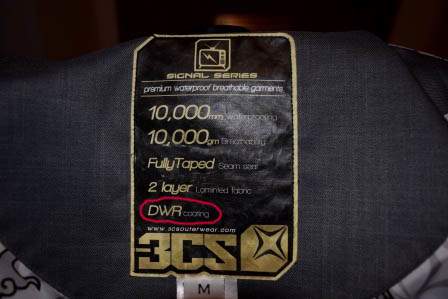 SIGNAL SERIES
premium waterproof breathable garments
10,000mm waterproofing
10,000gm Breathability
FullyTaped Seam seal
2 layer Laminted fabric
DWR coating
www.3csouterwear.com
3CS
M